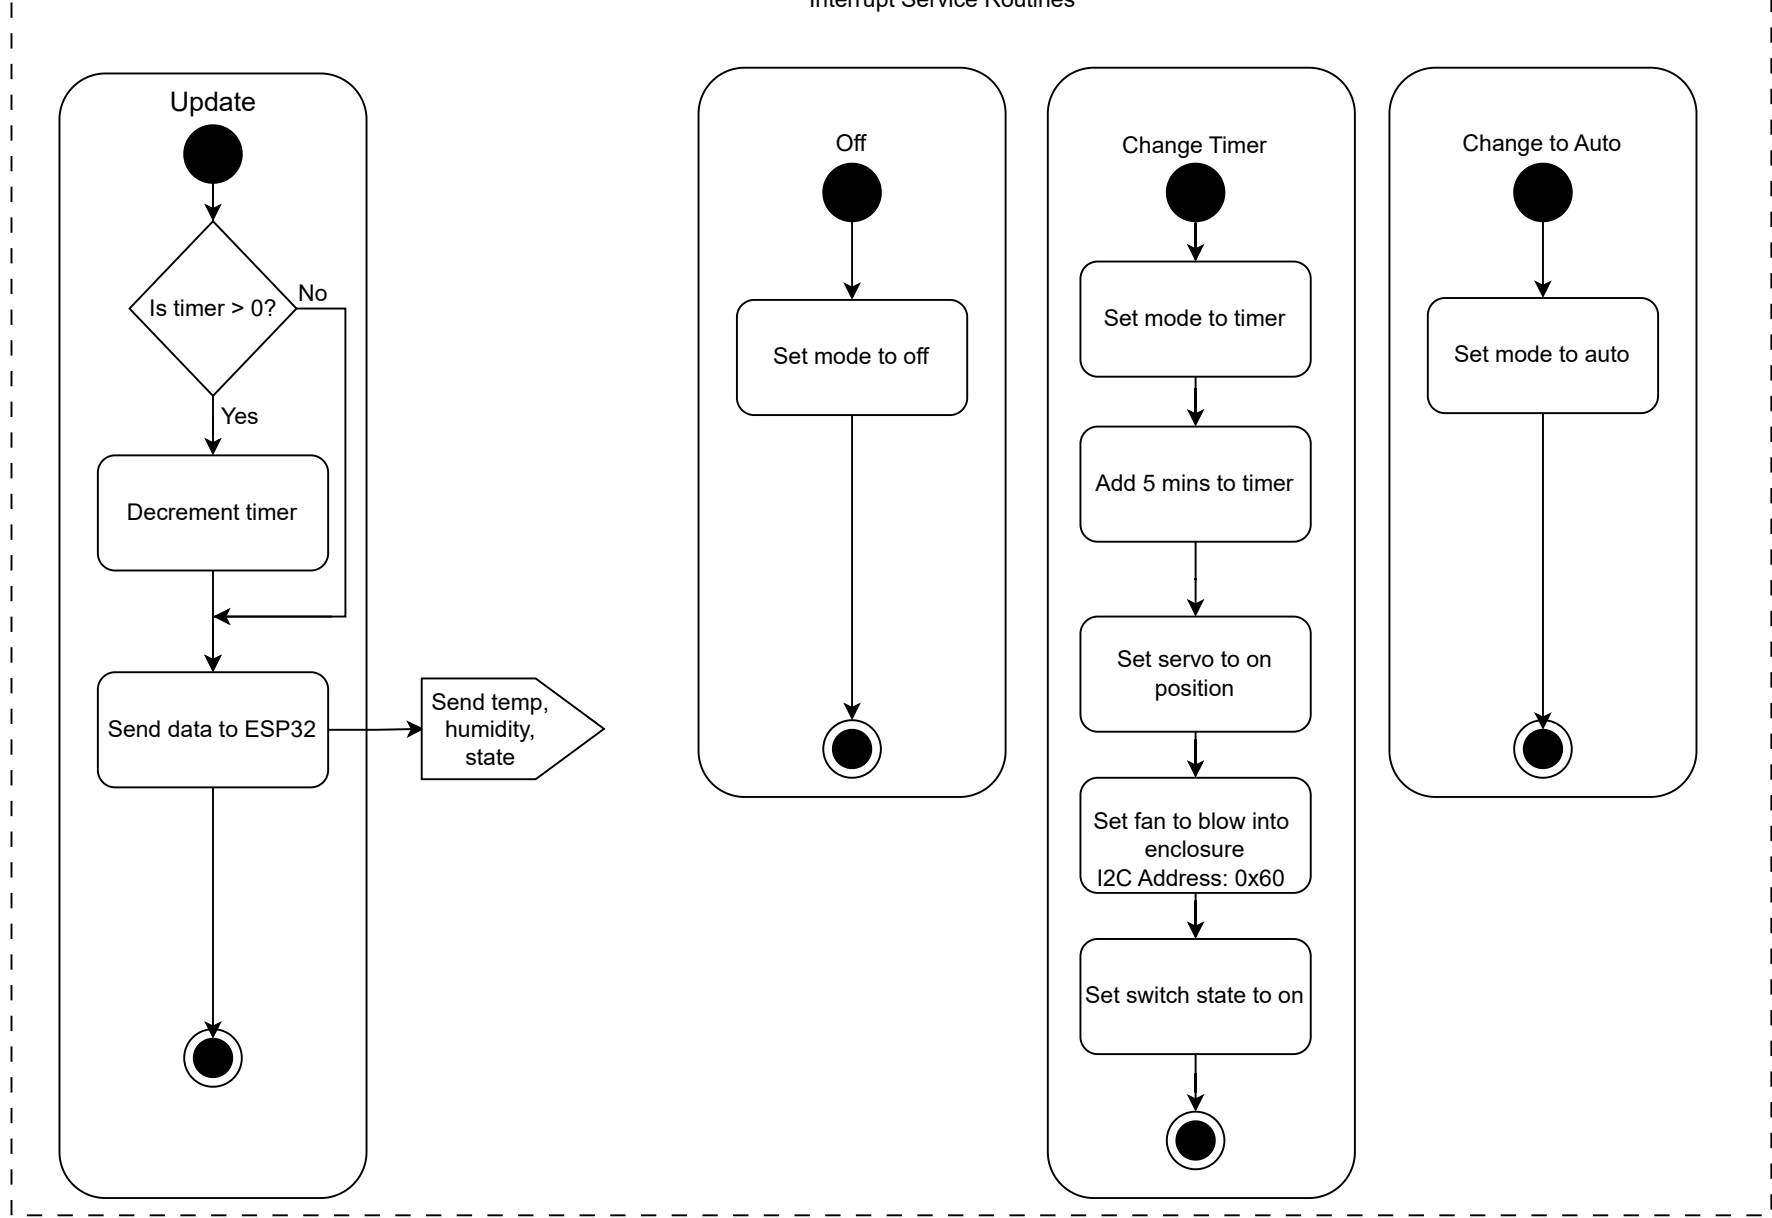 Interrupt Service Routines
Update
Is timer > 0?
No
Yes
Decrement timer
Send data to ESP32
Send temp,
humidity,
state
Off
Set mode to off
Change Timer
Set mode to timer
Add 5 mins to timer
Set servo to on
position
Set fan to blow into
enclosure
I2C Address: 0x60
Set switch state to on
Change to Auto
Set mode to auto